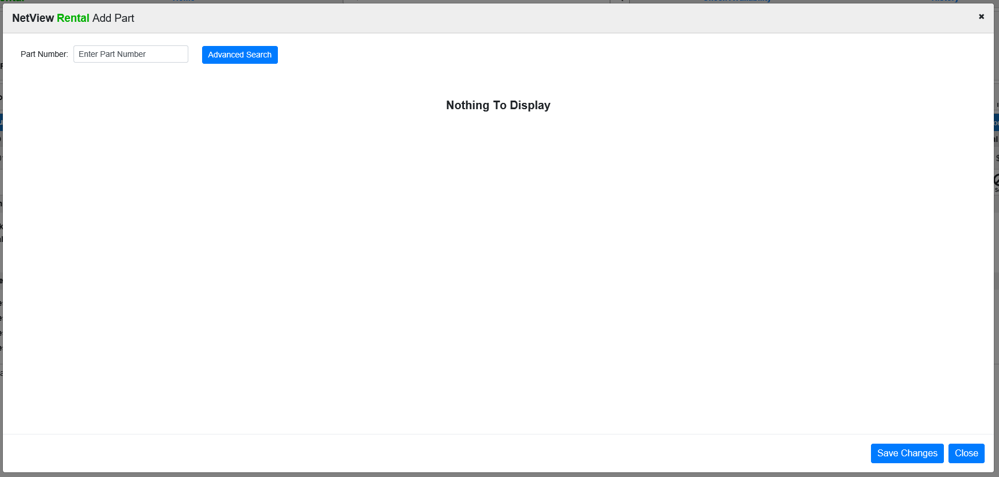 NetView Rental Add Part
✖
Part Number: Enter Part Number Advanced Search
Nothing To Display
Save Changes Close